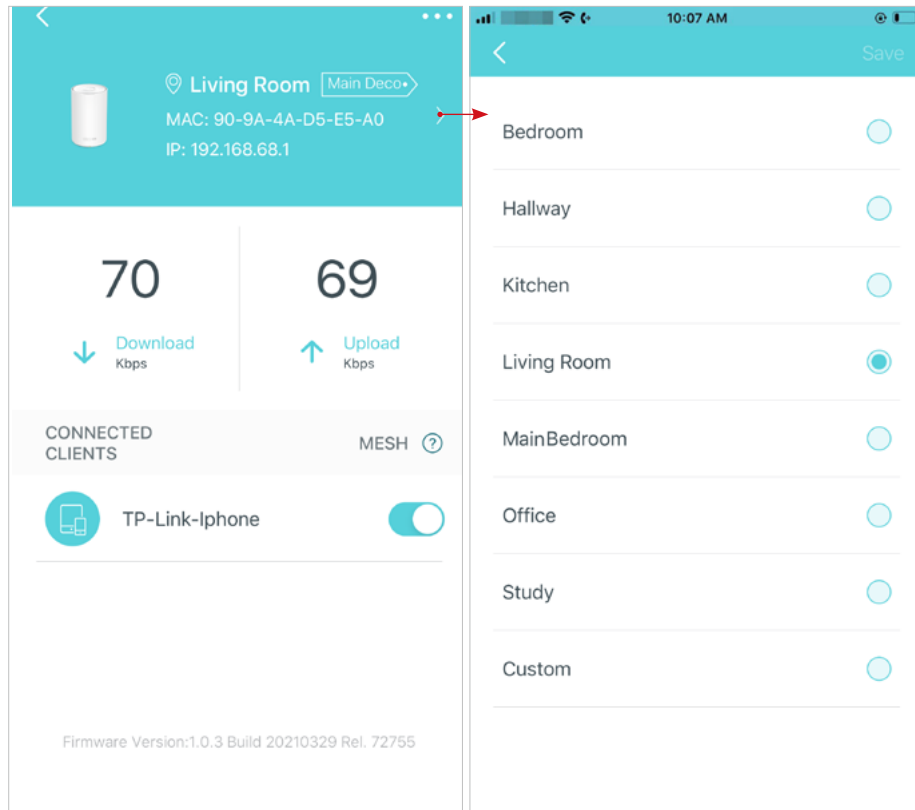 Living Room Main Deco
MAC: 90-9A-4A-D5-E5-A0
IP: 192.168.68.1
70
69
Download
Kbps
Upload
Kbps
CONNECTED
CLIENTS
MESH ?
TP-Link-Iphone
Firmware Version:1.0.3 Build 20210329 Rel. 72755
10:07 AM
Save
Bedroom
Hallway
Kitchen
Living Room
MainBedroom
Office
Study
Custom